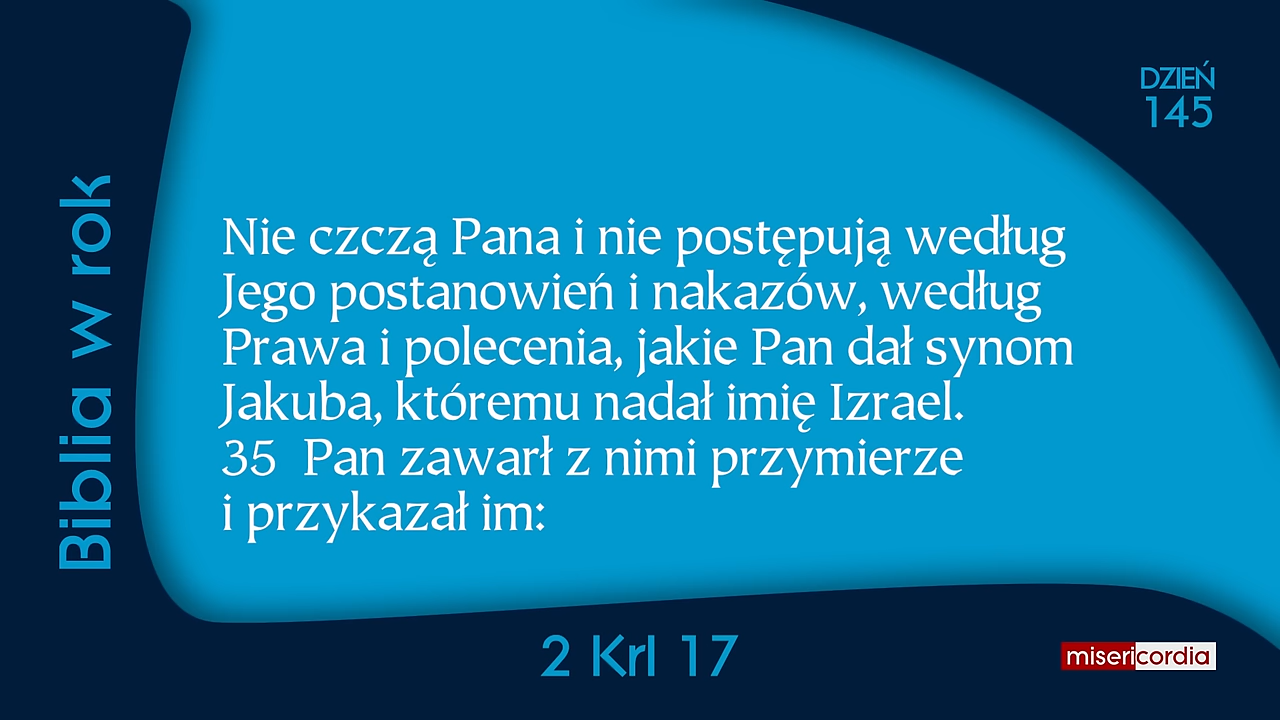 DZIEŃ
145
Biblia w rok
Nie czczą Pana i nie postępują według
Jego postanowień i nakazów, według
Prawa i polecenia, jakie Pan dał synom
Jakuba, któremu nadał imię Izrael.
35 Pan zawarł z nimi przymierze
i przykazał im:
2 Krl 17
misericordia